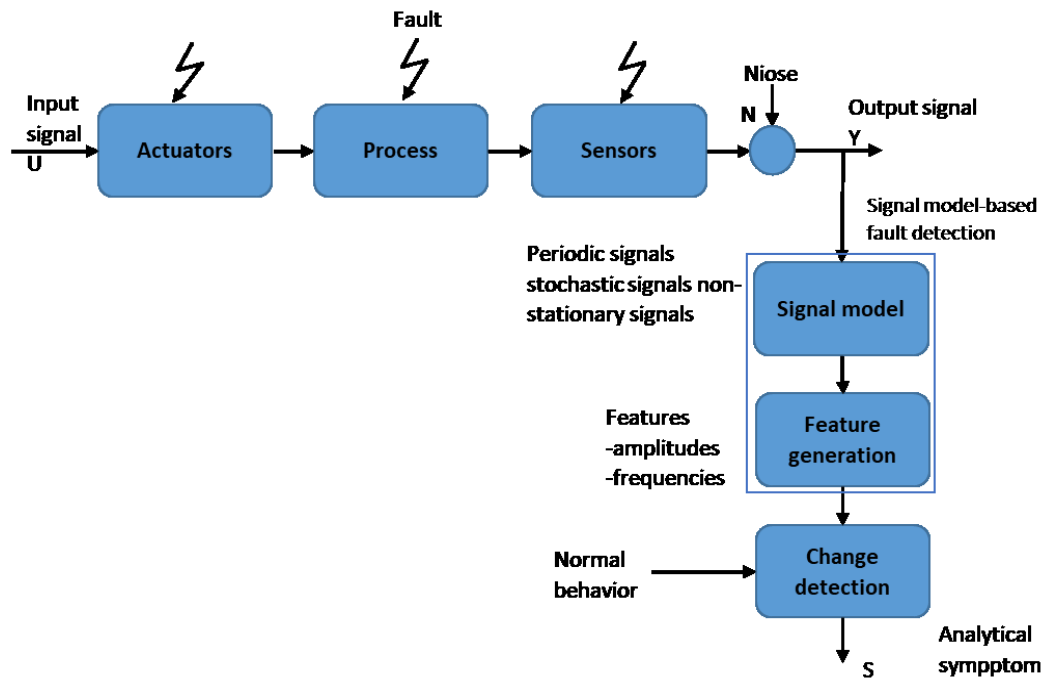 Fault
Niose
Input
signal
U
Actuators
Process
Sensors
N
Output signal
Y
Signal model-based
fault detection
Periodic signals
stochastic signals non-
stationary signals
Signal model
Features
-amplitudes
-frequencies
Feature
generation
Normal
behavior
Change
detection
S
Analytical
sympptom